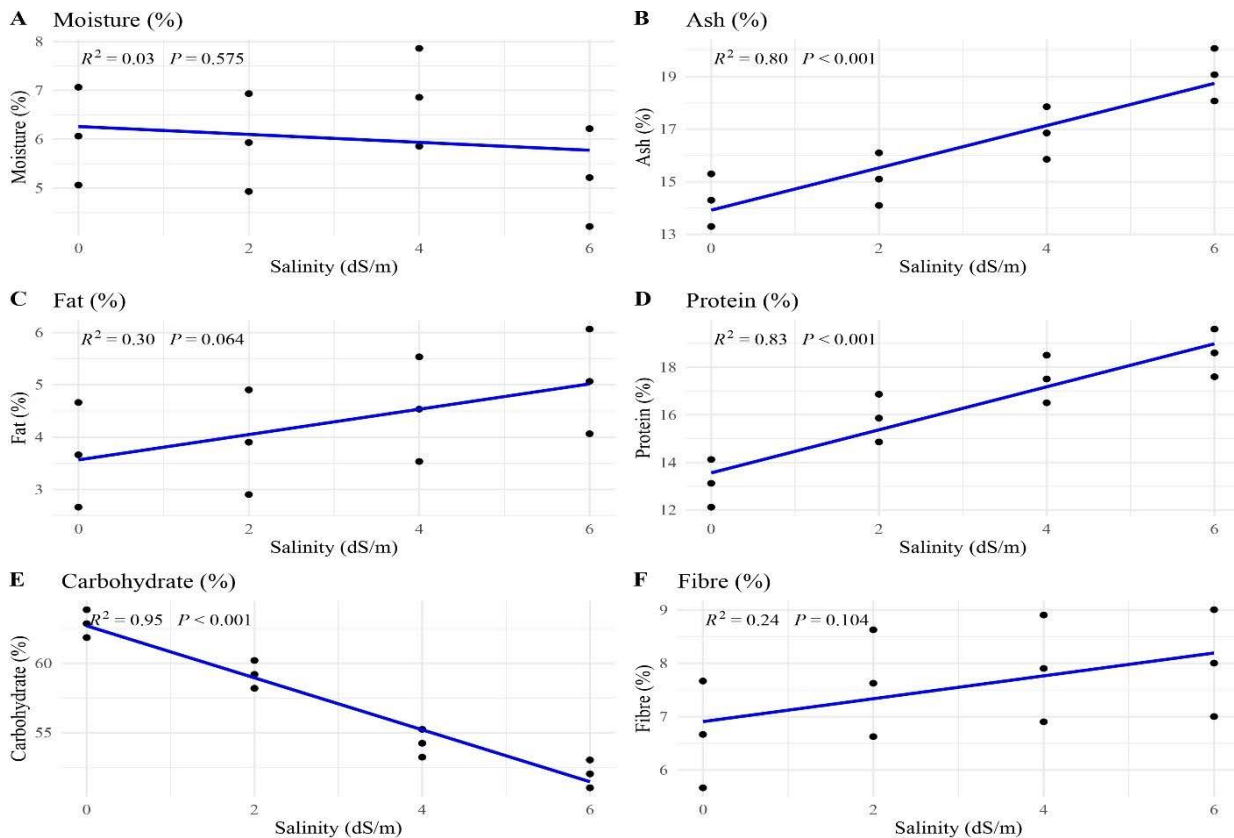 A Moisture (%)
R² = 0.03 P = 0.575
Moisture (%)
8
7
6
5
0 2 4 6
Salinity (dS/m)
B Ash (%)
R² = 0.80 P < 0.001
Ash (%)
19
17
15
13
0 2 4 6
Salinity (dS/m)
C Fat (%)
R² = 0.30 P = 0.064
Fat (%)
6
5
4
3
0 2 4 6
Salinity (dS/m)
D Protein (%)
R² = 0.83 P < 0.001
Protein (%)
18
16
14
12
0 2 4 6
Salinity (dS/m)
E Carbohydrate (%)
R² = 0.95 P < 0.001
Carbohydrate (%)
60
55
0 2 4 6
Salinity (dS/m)
F Fibre (%)
R² = 0.24 P = 0.104
Fibre (%)
9
8
7
6
0 2 4 6
Salinity (dS/m)